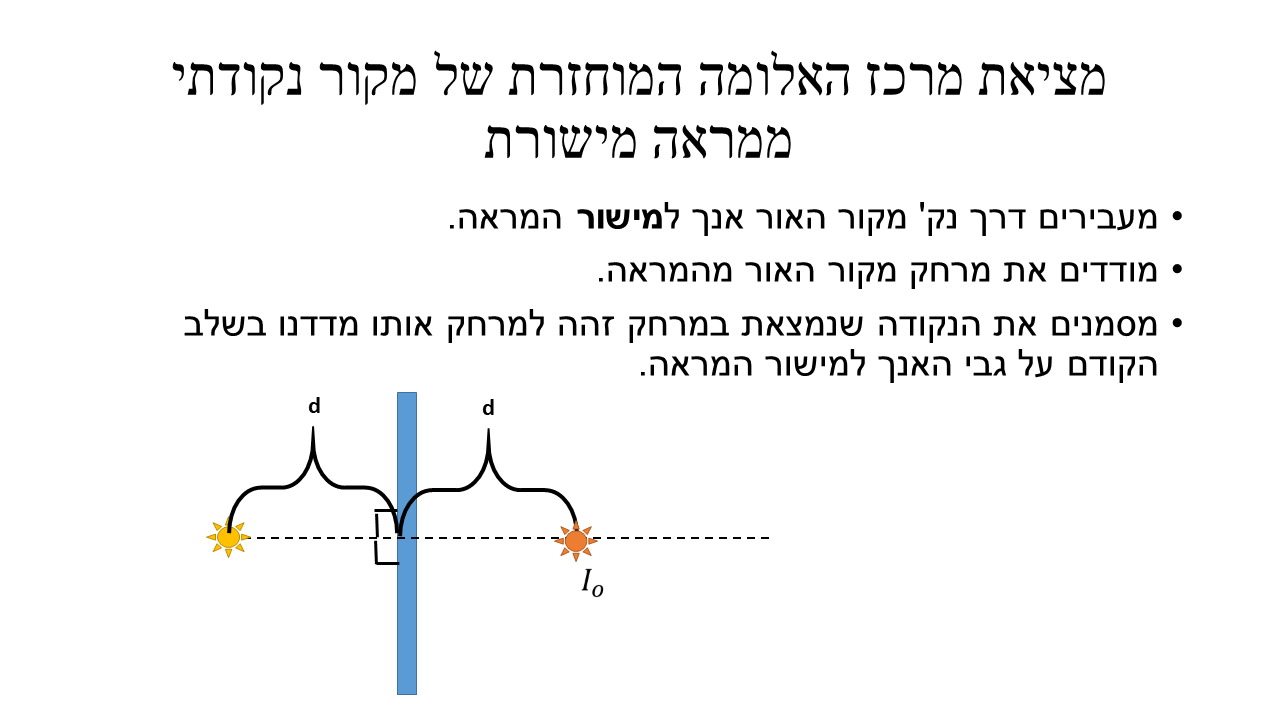 מציאת מרכז האלומה המוחזרת של מקור נקודתי
ממראה מישורת
• מעבירים דרך נק' מקור האור אנך למישור המראה.
• מודדים את מרחק מקור האור מהמראה.
• מסמנים את הנקודה שנמצאת במרחק זהה למרחק אותו מדדנו בשלב
הקודם על גבי האנך למישור המראה.
d
d
I₀